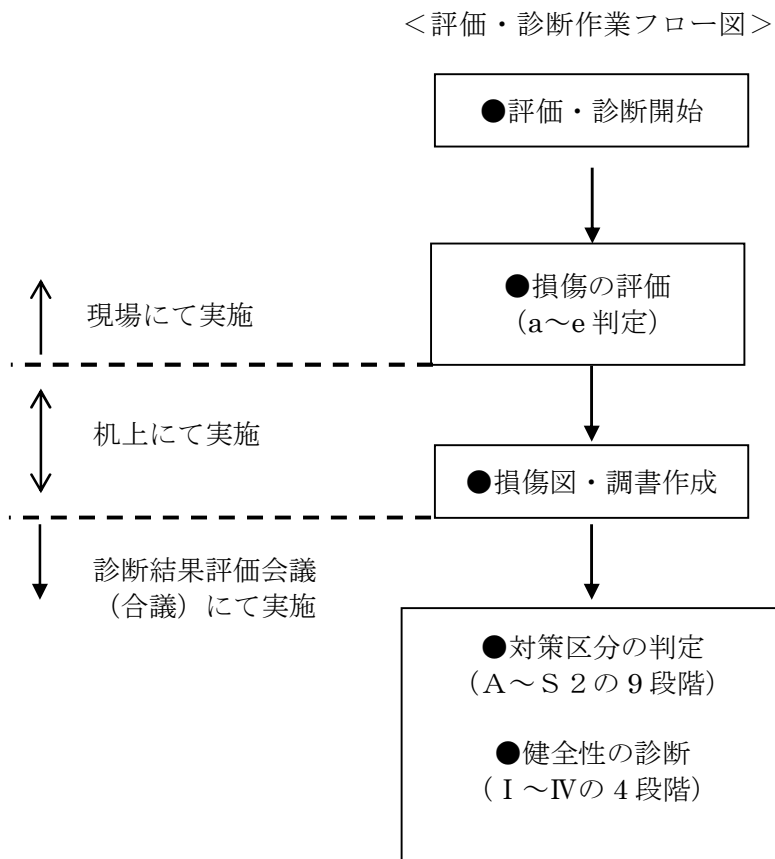 ＜評価・診断作業フロー図＞
●評価・診断開始
●損傷の評価
（a～e 判定）
現場にて実施
机上にて実施
●損傷図・調書作成
診断結果評価会議
（合議）にて実施
●対策区分の判定
（Ａ～Ｓ２の 9 段階）
●健全性の診断
（Ⅰ～Ⅳの 4 段階）